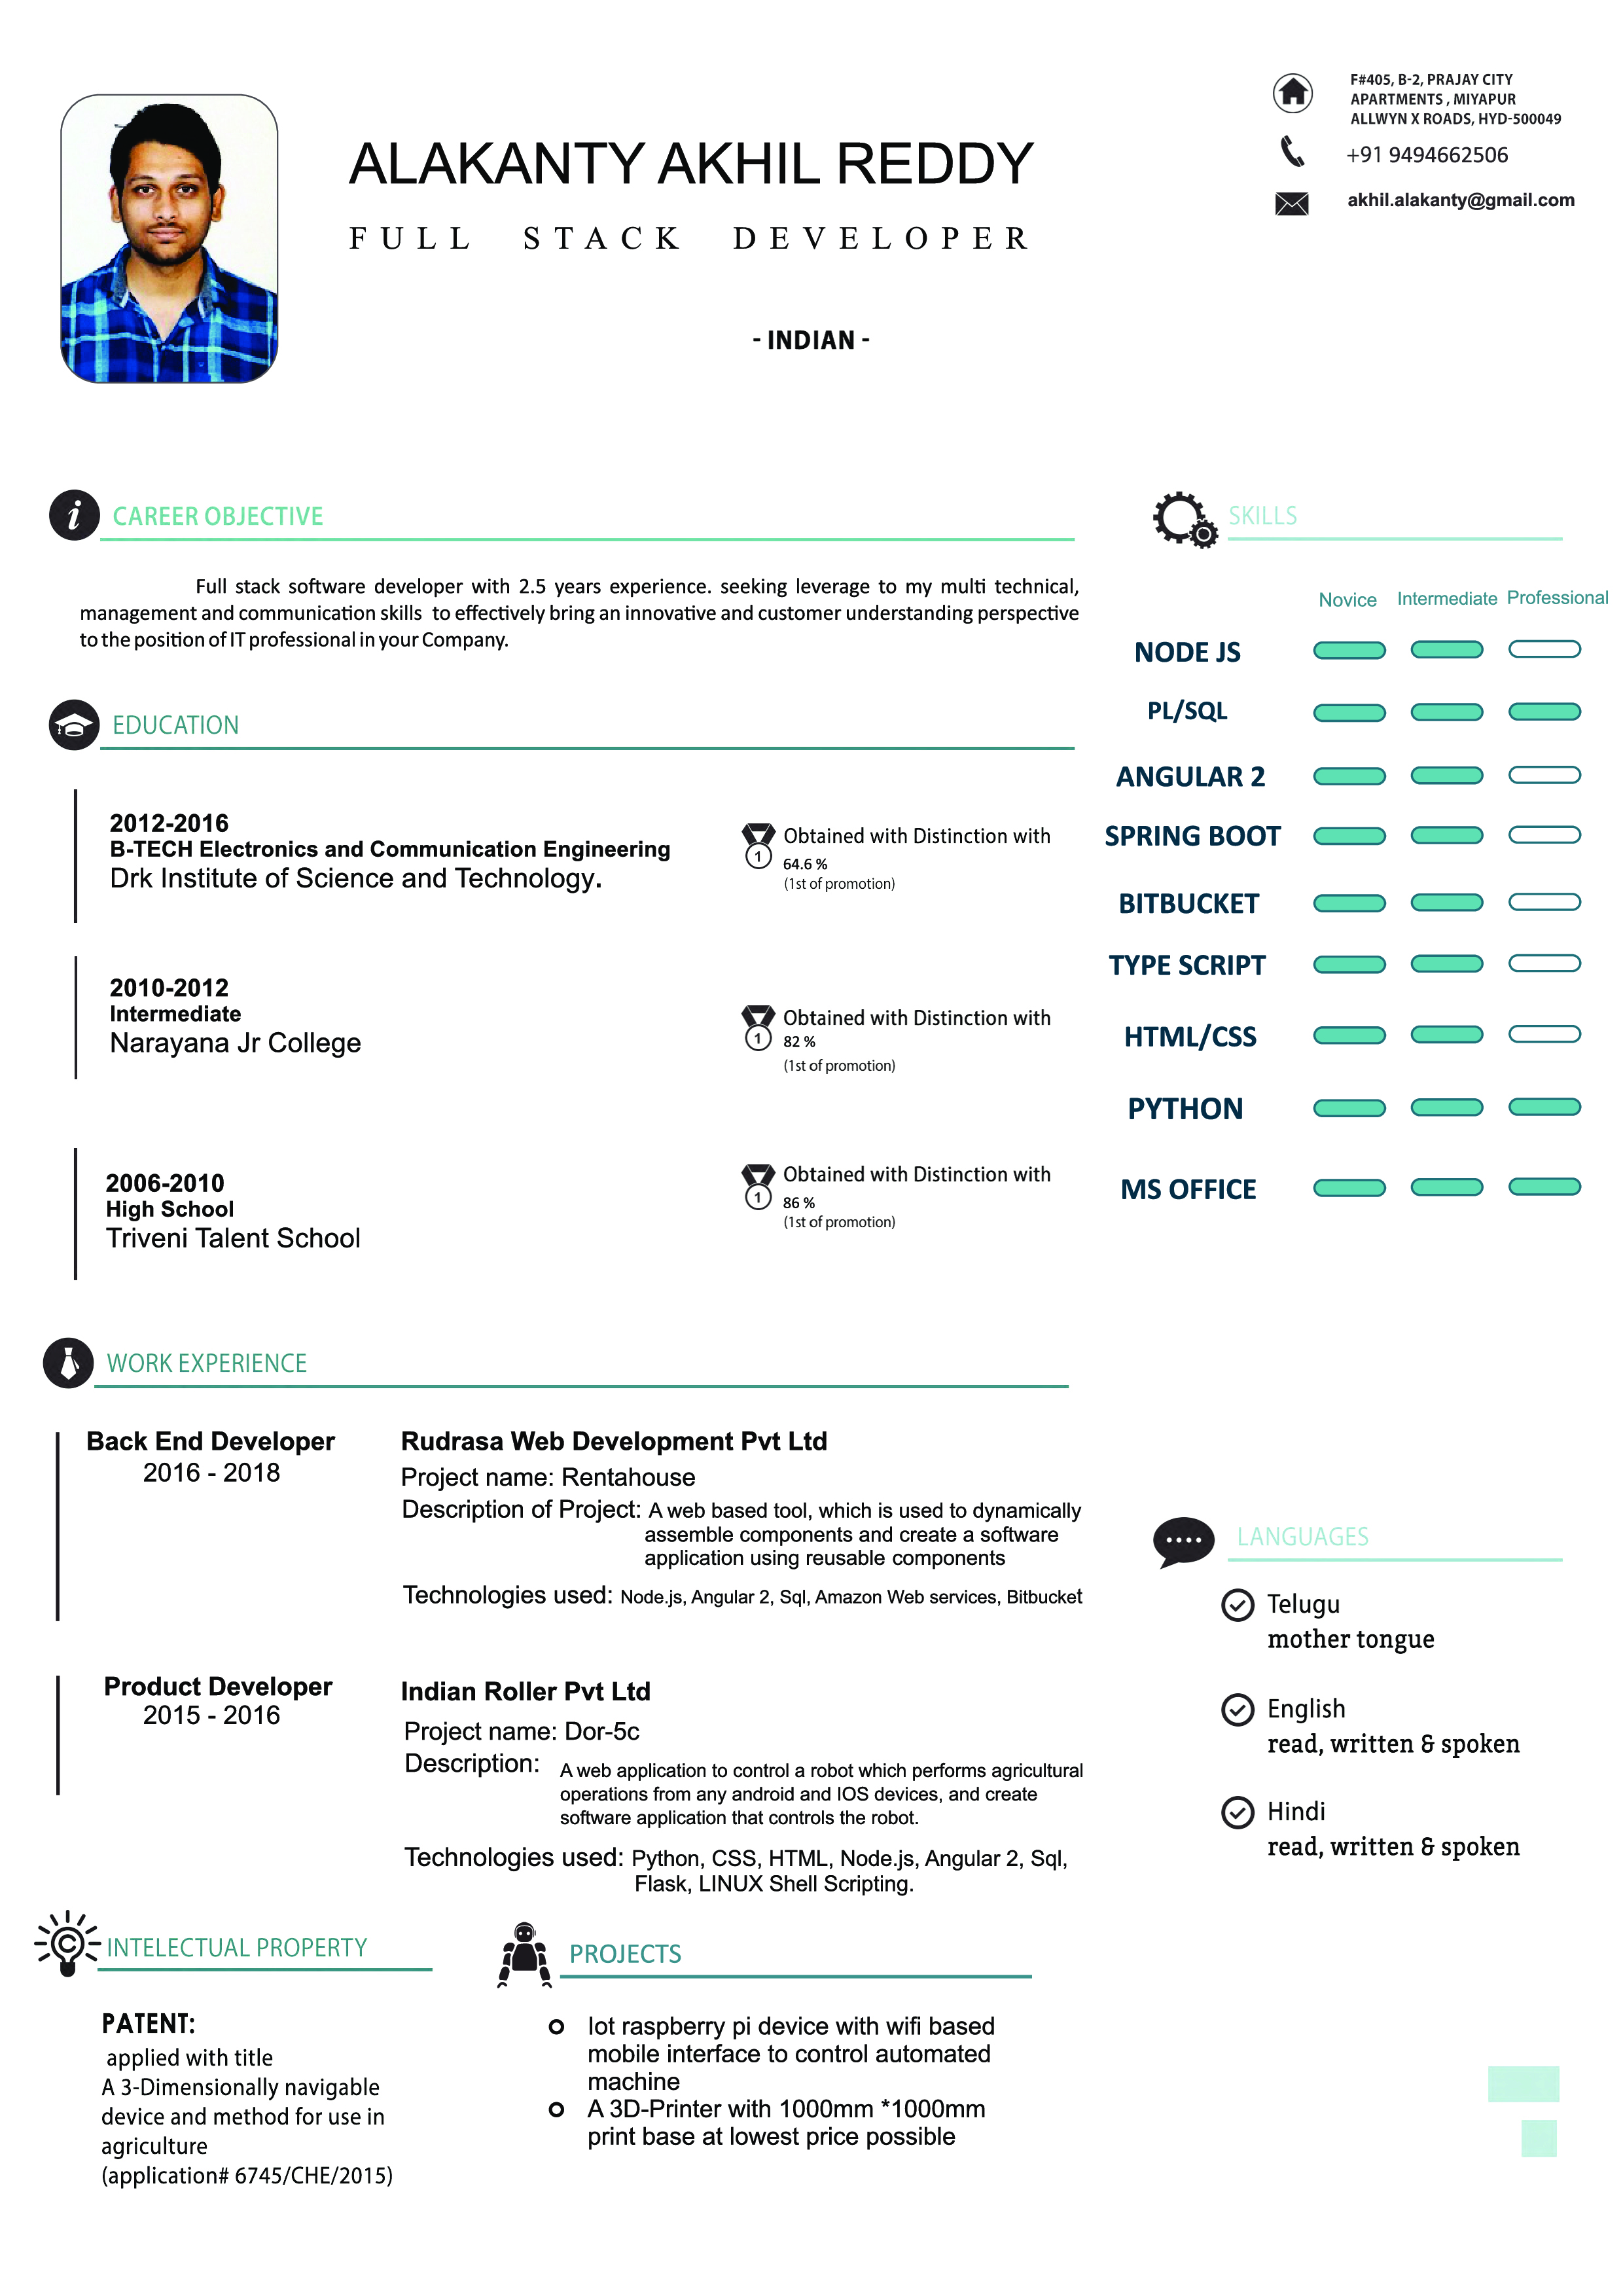 ALAKANTY AKHIL REDDY
FULL STACK DEVELOPER
- INDIAN -
F#405, B-2, PRAJAY CITY
APARTMENTS , MIYAPUR
ALLWYN X ROADS, HYD-500049
+91 9494662506
akhil.alakanty@gmail.com
CAREER OBJECTIVE
Full stack software developer with 2.5 years experience. seeking leverage to my multi technical,
management and communication skills to effectively bring an innovative and customer understanding perspective
to the position of IT professional in your Company.
EDUCATION
2012-2016
B-TECH Electronics and Communication Engineering
Drk Institute of Science and Technology.
1
Obtained with Distinction with
64.6 %
(1st of promotion)
2010-2012
Intermediate
Narayana Jr College
1
Obtained with Distinction with
82 %
(1st of promotion)
2006-2010
High School
Triveni Talent School
1
Obtained with Distinction with
86 %
(1st of promotion)
SKILLS
Novice Intermediate Professional
NODE JS
PL/SQL
ANGULAR 2
SPRING BOOT
BITBUCKET
TYPE SCRIPT
HTML/CSS
PYTHON
MS OFFICE
WORK EXPERIENCE
Back End Developer
2016 - 2018
Rudrasa Web Development Pvt Ltd
Project name: Rentahouse
Description of Project: A web based tool, which is used to dynamically
assemble components and create a software
application using reusable components
Technologies used: Node.js, Angular 2, Sql, Amazon Web services, Bitbucket
Product Developer
2015 - 2016
Indian Roller Pvt Ltd
Project name: Dor-5c
Description: A web application to control a robot which performs agricultural
operations from any android and IOS devices, and create
software application that controls the robot.
Technologies used: Python, CSS, HTML, Node.js, Angular 2, Sql,
Flask, LINUX Shell Scripting.
LANGUAGES
Telugu
mother tongue
English
read, written & spoken
Hindi
read, written & spoken
INTELECTUAL PROPERTY
PATENT:
applied with title
A 3-Dimensionally navigable
device and method for use in
agriculture
(application# 6745/CHE/2015)
PROJECTS
Iot raspberry pi device with wifi based
mobile interface to control automated
machine
A 3D-Printer with 1000mm *1000mm
print base at lowest price possible